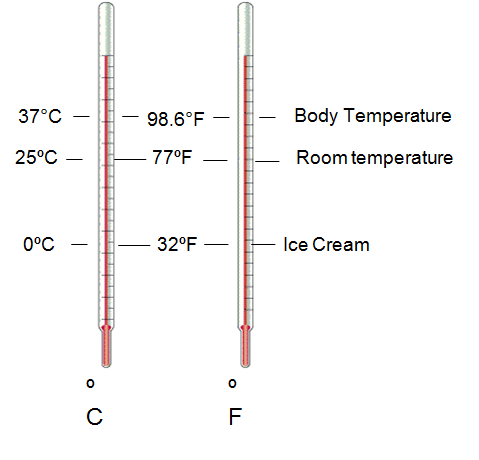 37°C 98.6°F Body Temperature
25ºC 77ºF Room temperature
0ºC 32ºF Ice Cream
o o
C F